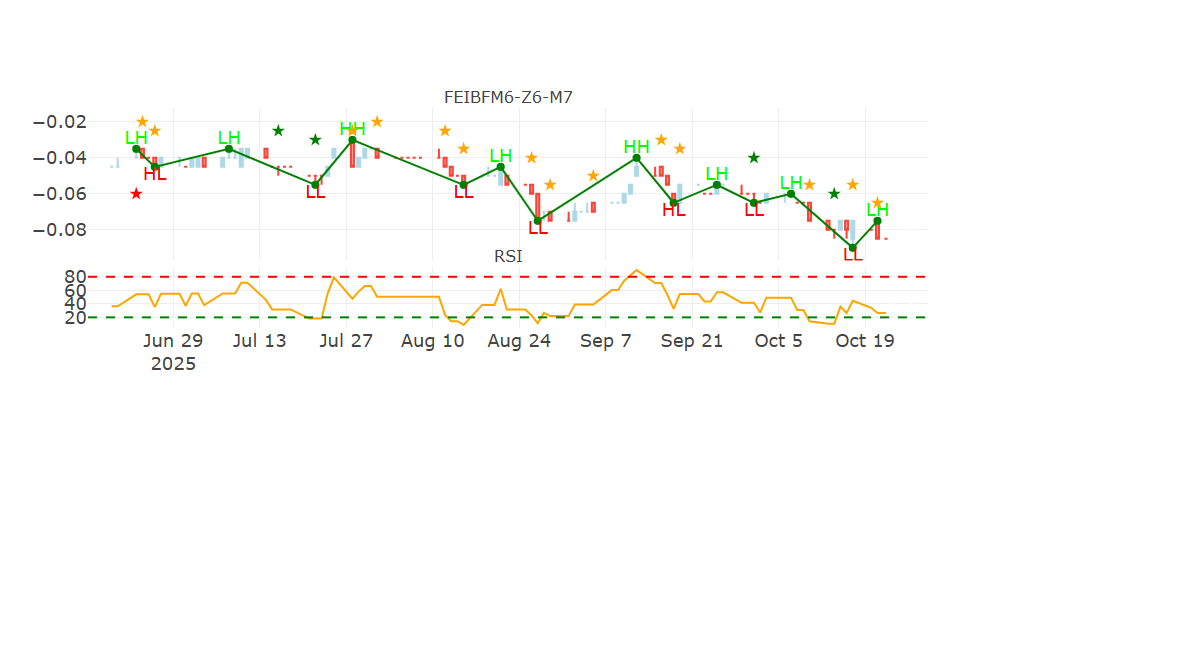 FEIBFM6-Z6-M7
−0.02
−0.04
−0.06
−0.08
LH
HL
LH
LL
HH
LL
LH
LL
HH
HL
LH
LL
LH
LL
LH
RSI
80
60
40
20
Jun 29
2025
Jul 13
Jul 27
Aug 10
Aug 24
Sep 7
Sep 21
Oct 5
Oct 19